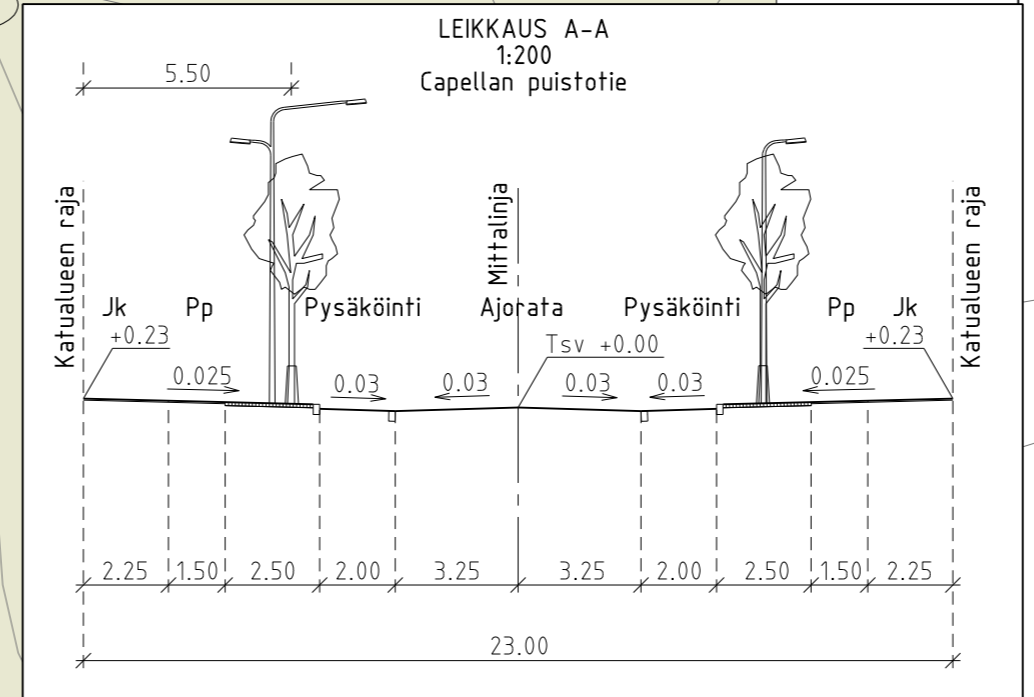 LEIKKAUS A-A
1:200
Capellan puistotie
5.50
Katualueen raja
Mittalinja
Katualueen raja
Jk Pp Pysäköinti Ajorata Pysäköinti Pp Jk
+0.23 Tsv +0.00 +0.23
0.025 0.03 0.03 0.03 0.03 0.025
2.25 1.50 2.50 2.00 3.25 3.25 2.00 2.50 1.50 2.25
23.00